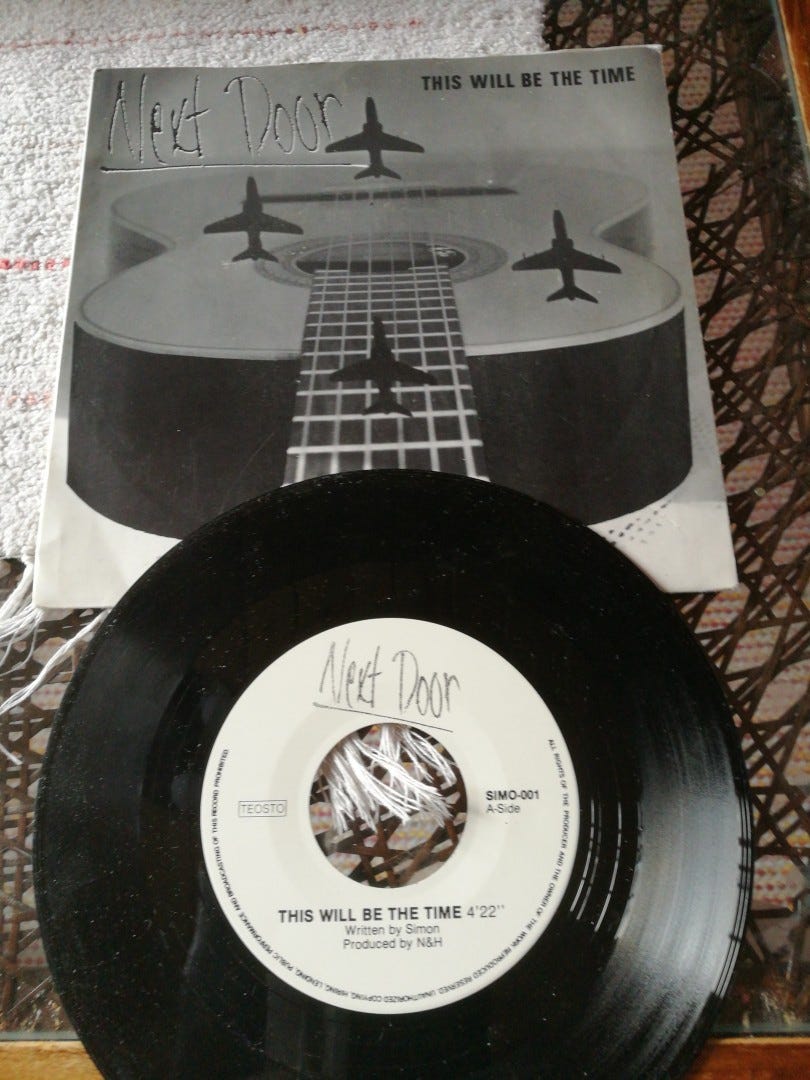 Next Door
THIS WILL BE THE TIME
Next Door
SIMO-001
A-Side
TEOSTO
THIS WILL BE THE TIME 4'22''
Written by Simon
Produced by N&H
ALL RIGHTS OF THE PRODUCER AND THE OWNER OF THE WORK REPRODUCED RESERVED. UNAUTHORIZED COPYING, HIRING, LENDING, PUBLIC PERFORMANCE AND BROADCASTING OF THIS RECORD PROHIBITED